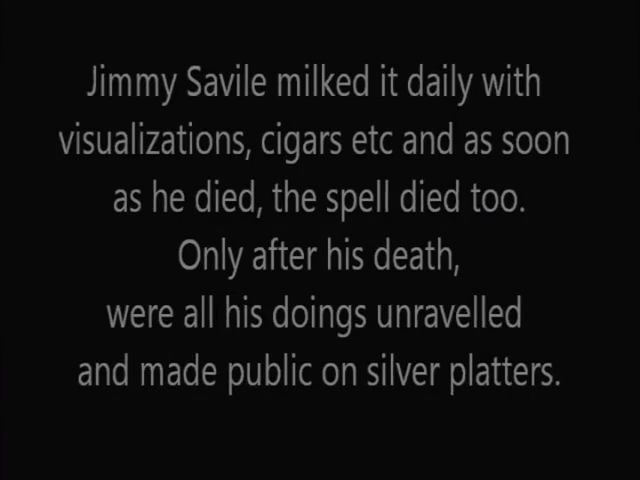 Jimmy Savile milked it daily with
visualizations, cigars etc and as soon
as he died, the spell died too.
Only after his death,
were all his doings unravelled
and made public on silver platters.